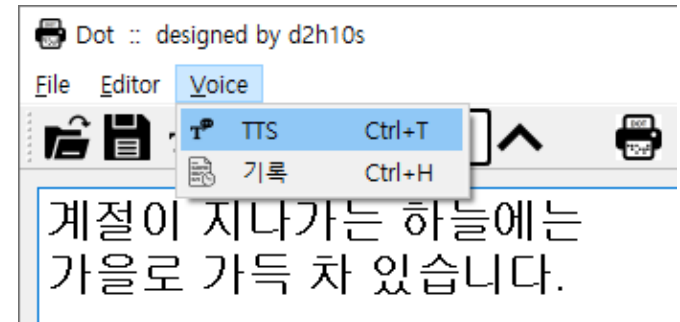 Dot :: designed by d2h10s
File Editor Voice
TTS Ctrl+T
기록 Ctrl+H
계절이 지나가는 하늘에는
가을로 가득 차 있습니다.